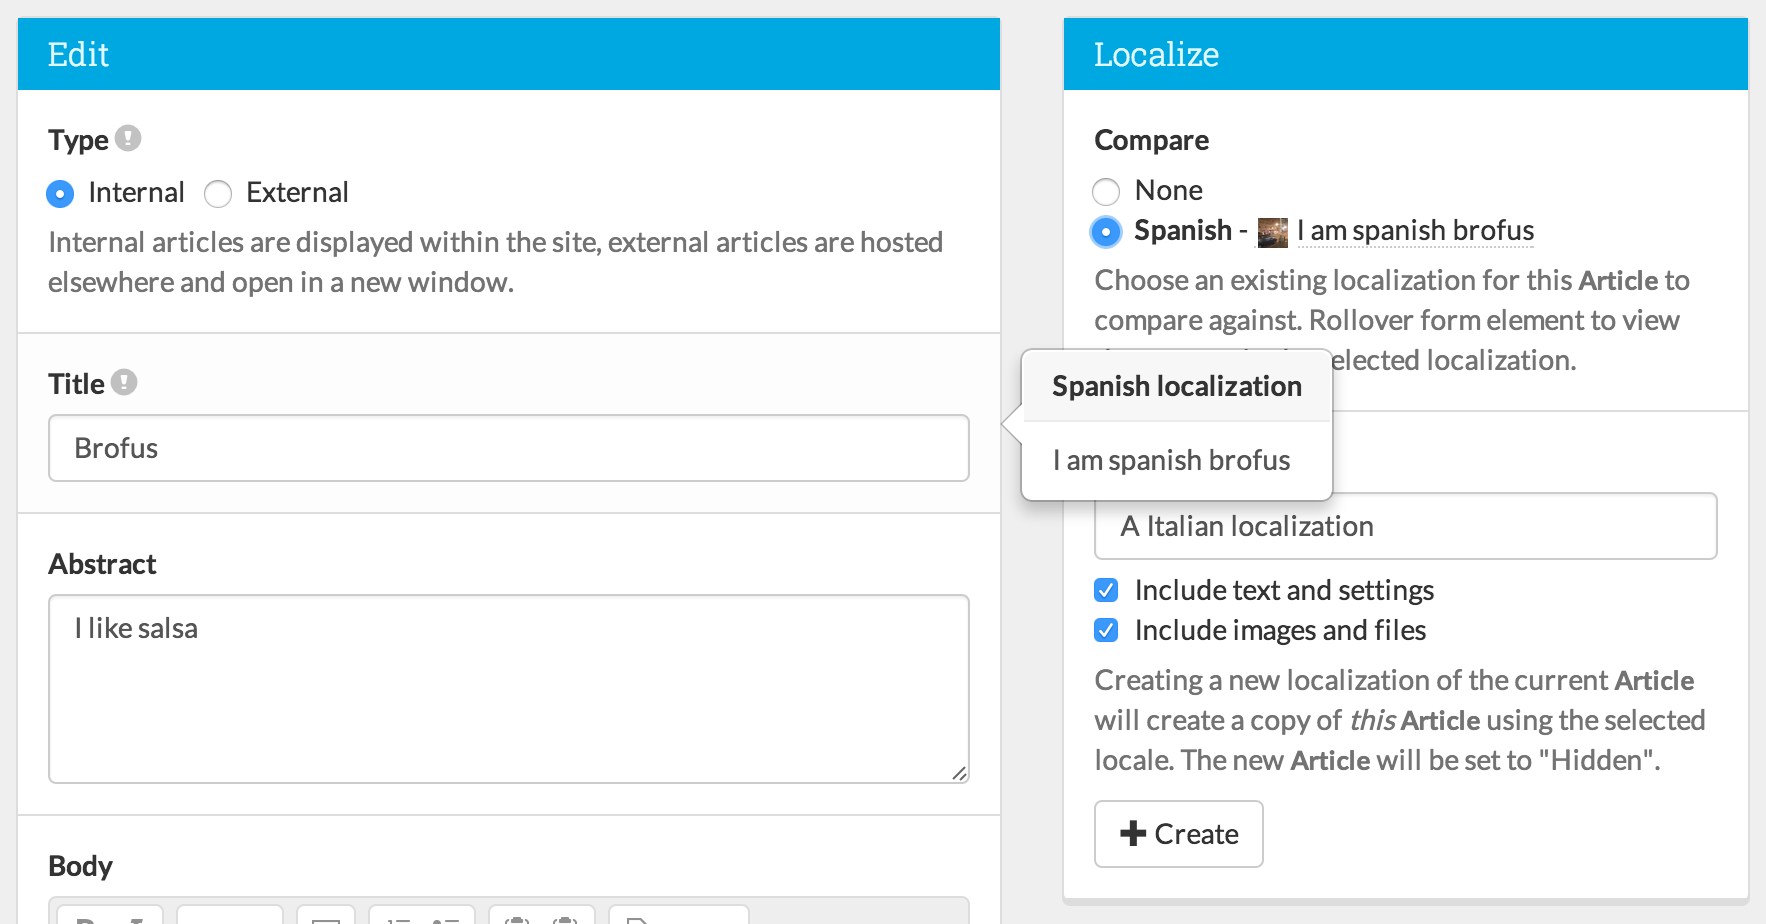 Edit
Type
Internal External
Internal articles are displayed within the site, external articles are hosted
elsewhere and open in a new window.
Title
Brofus
Abstract
I like salsa
Body
Localize
Compare
None
Spanish - I am spanish brofus
Choose an existing localization for this Article to
compare against. Rollover form element to view
elected localization.
Spanish localization
I am spanish brofus
A Italian localization
Include text and settings
Include images and files
Creating a new localization of the current Article
will create a copy of this Article using the selected
locale. The new Article will be set to "Hidden".
Create